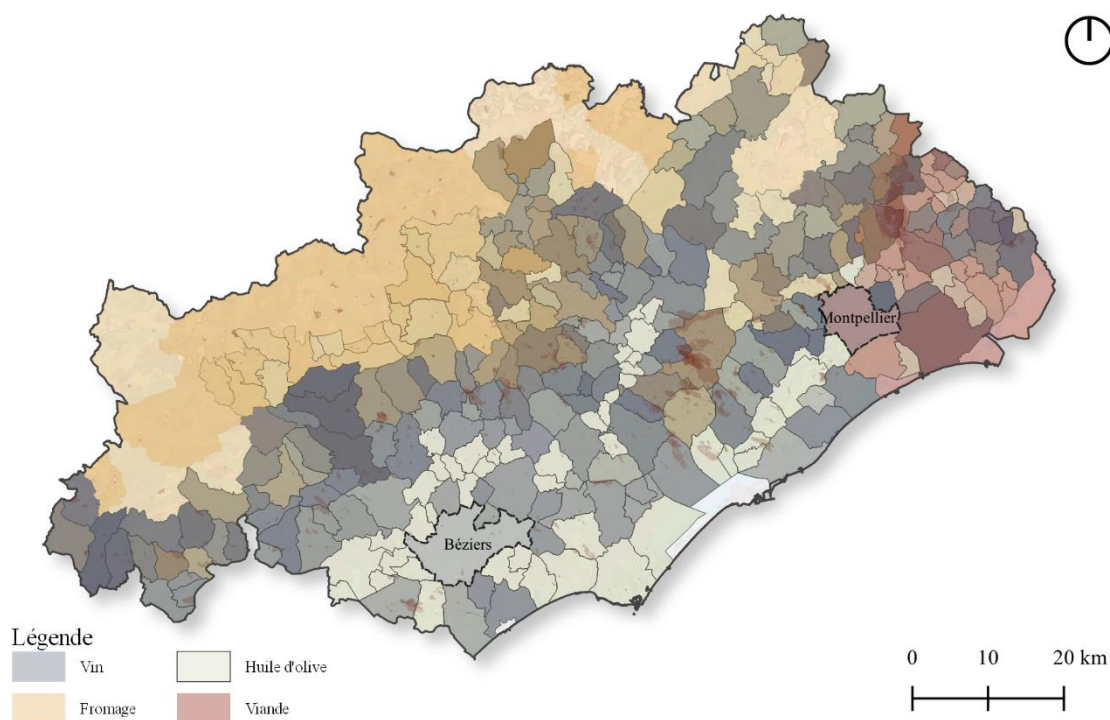 Montpellier
Béziers
Légende
Vin
Huile d'olive
Fromage
Viande
0 10 20 km